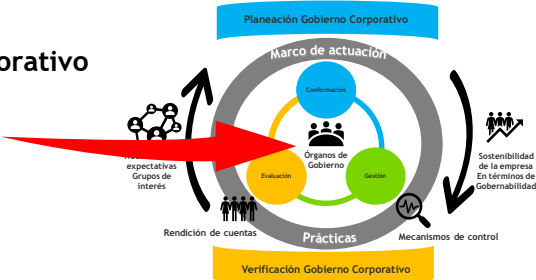 Planeación Gobierno Corporativo
orativo
Marco de actuación
Conformación
Órganos de
Gobierno
Evaluación
Gestión
expectativas
Grupos de
interés
Sostenibilidad
de la empresa
En términos de
Gobernabilidad
Rendición de cuentas
Prácticas
Mecanismos de control
Verificación Gobierno Corporativo